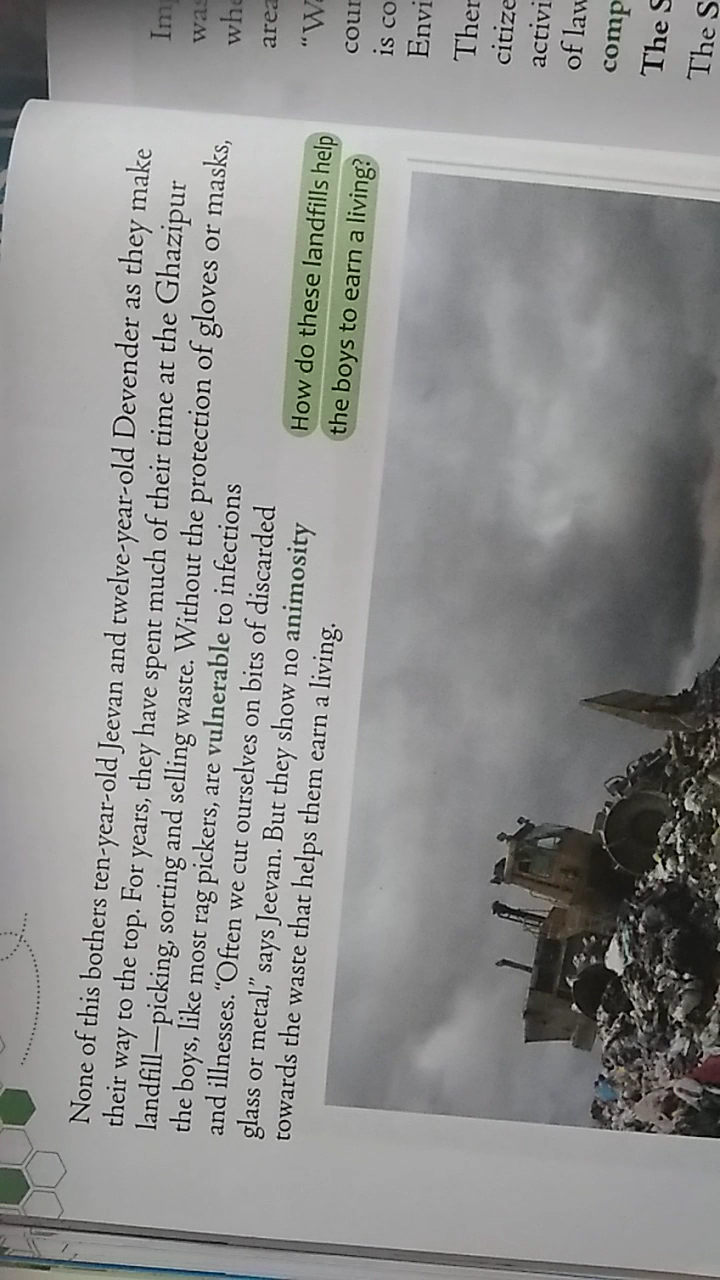 None of this bothers ten-year-old Jeevan and twelve-year-old Devender as they make
their way to the top. For years, they have spent much of their time at the Ghazipur
landfill—picking, sorting and selling waste. Without the protection of gloves or masks,
the boys, like most rag pickers, are vulnerable to infections
and illnesses. “Often we cut ourselves on bits of discarded
glass or metal,” says Jeevan. But they show no animosity
towards the waste that helps them earn a living.
How do these landfills help
the boys to earn a living?
was
whe
area
“W
cour
is co
Envi
Ther
citize
activi
of law
comp
The S
The S